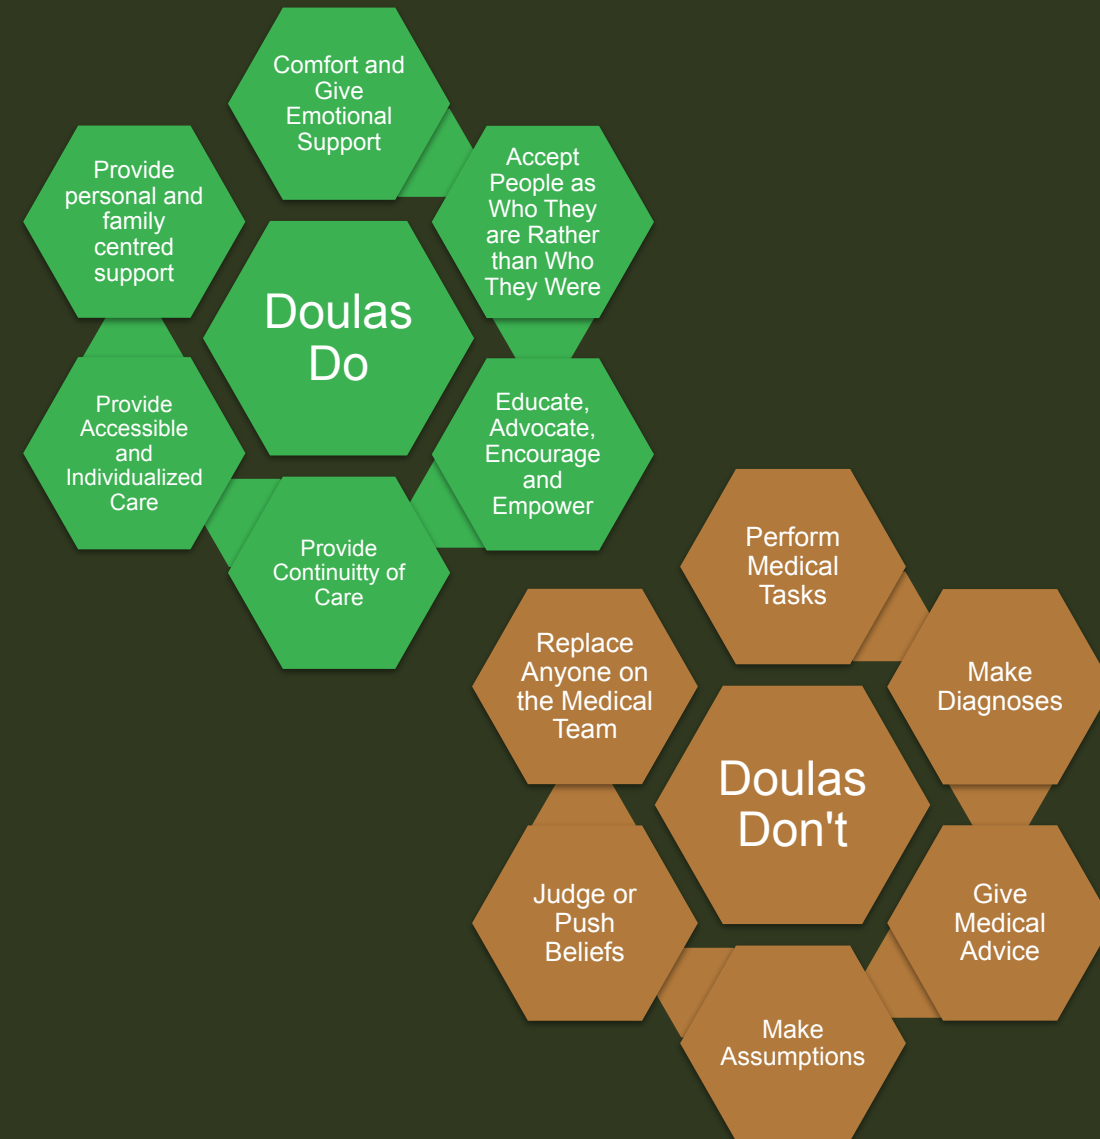 Comfort and
Give
Emotional
Support
Accept
People as
Who They
are Rather
than Who
They Were
Educate,
Advocate,
Encourage
and
Empower
Provide
Continuitty of
Care
Provide
Accessible
and
Individualized
Care
Provide
personal and
family
centred
support
Doulas
Do
Perform
Medical
Tasks
Make
Diagnoses
Give
Medical
Advice
Make
Assumptions
Judge or
Push
Beliefs
Replace
Anyone on
the Medical
Team
Doulas
Don't